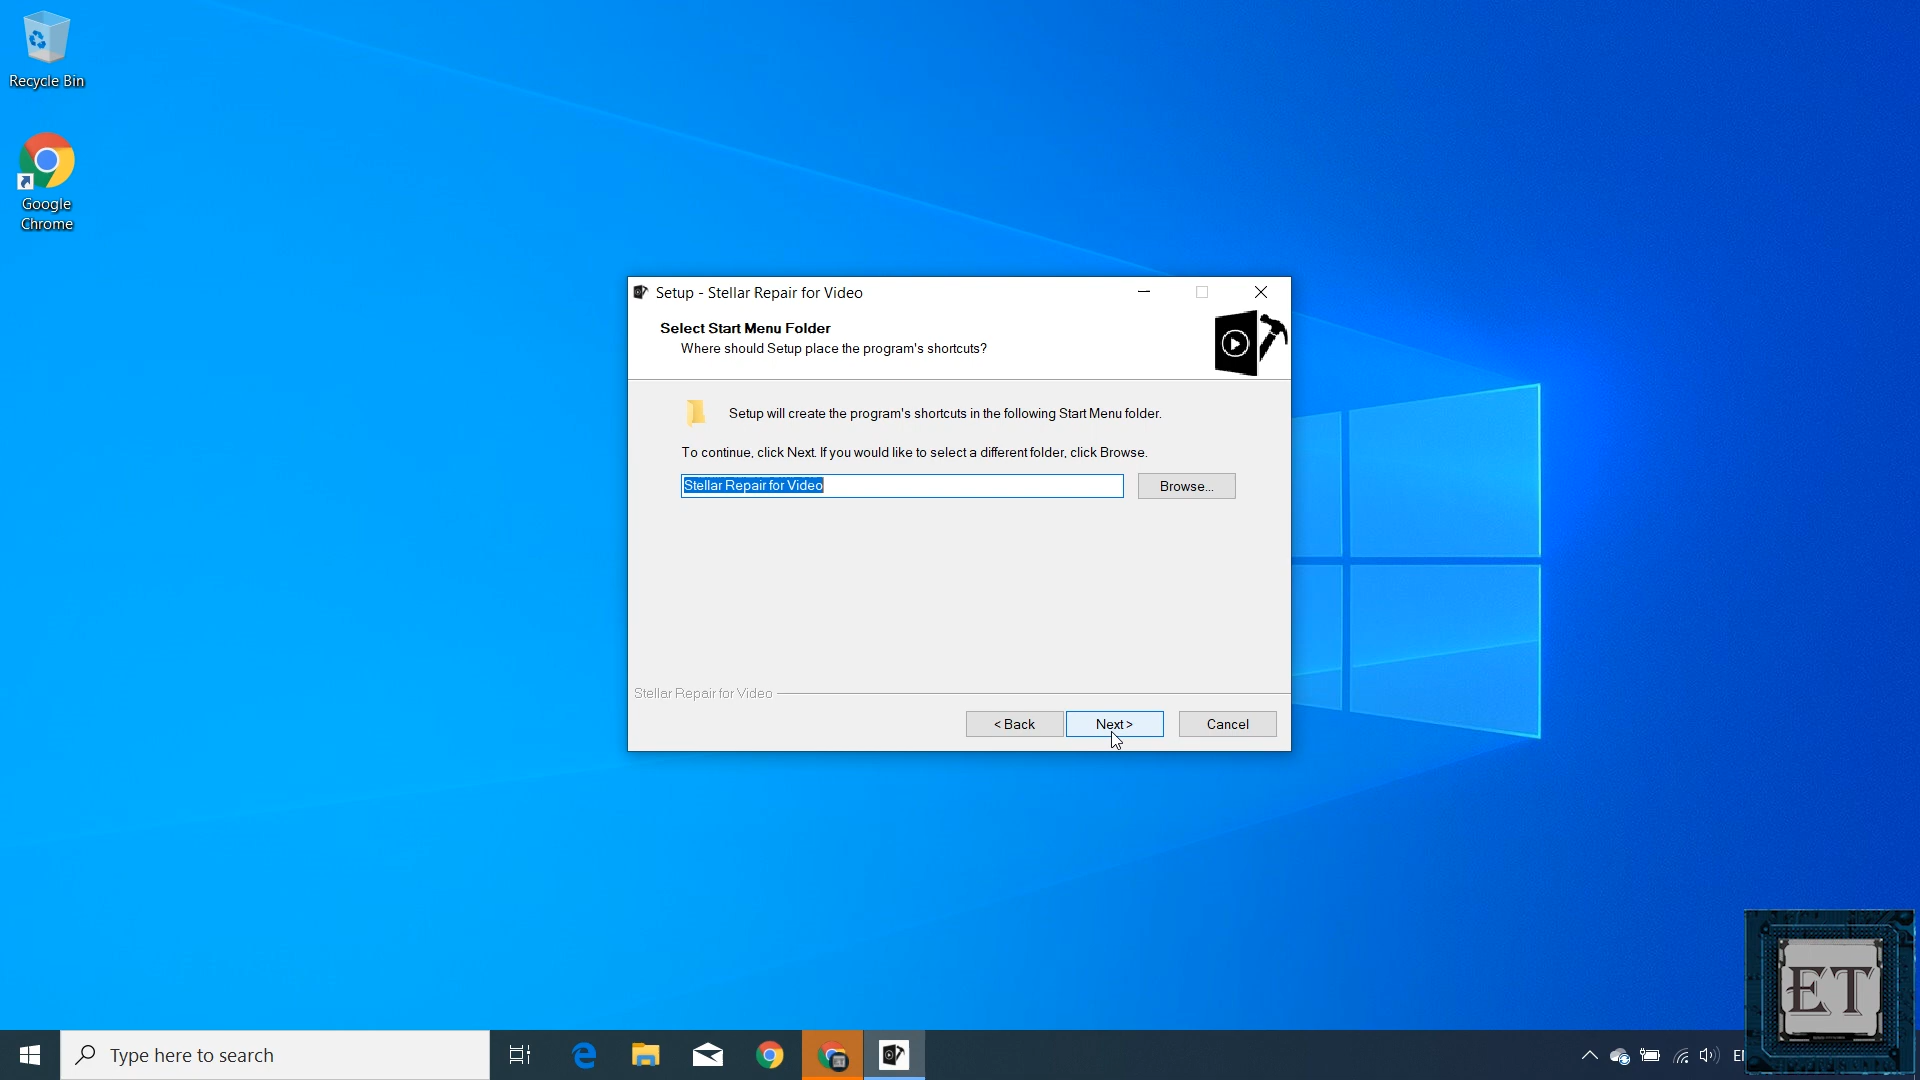 Recycle Bin
Google
Chrome
Setup - Stellar Repair for Video
Select Start Menu Folder
Where should Setup place the program's shortcuts?
Setup will create the program's shortcuts in the following Start Menu folder.
To continue, click Next. If you would like to select a different folder, click Browse.
Stellar Repair for Video
Browse...
Stellar Repair for Video
< Back
Next >
Cancel
Type here to search
ET